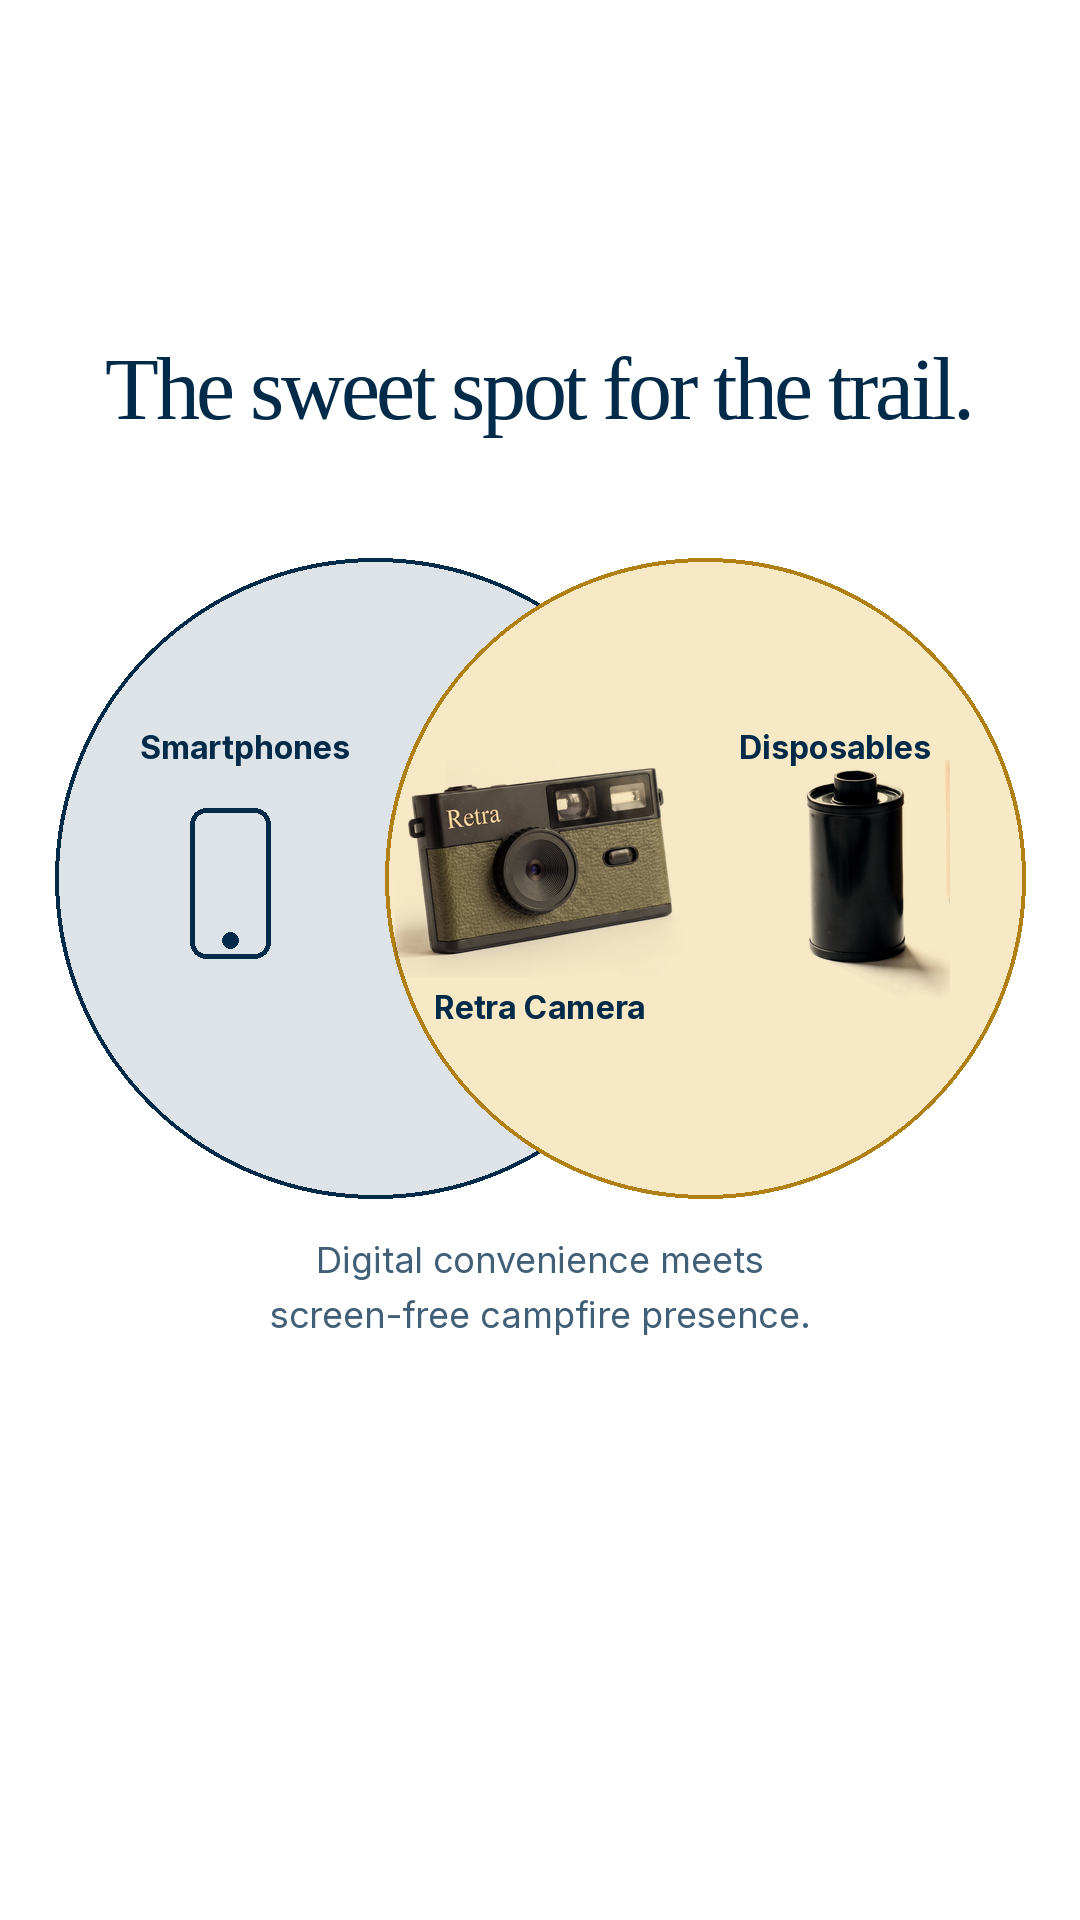 The sweet spot for the trail.
Smartphones
Disposables
Retra
Retra Camera
Digital convenience meets
screen-free campfire presence.